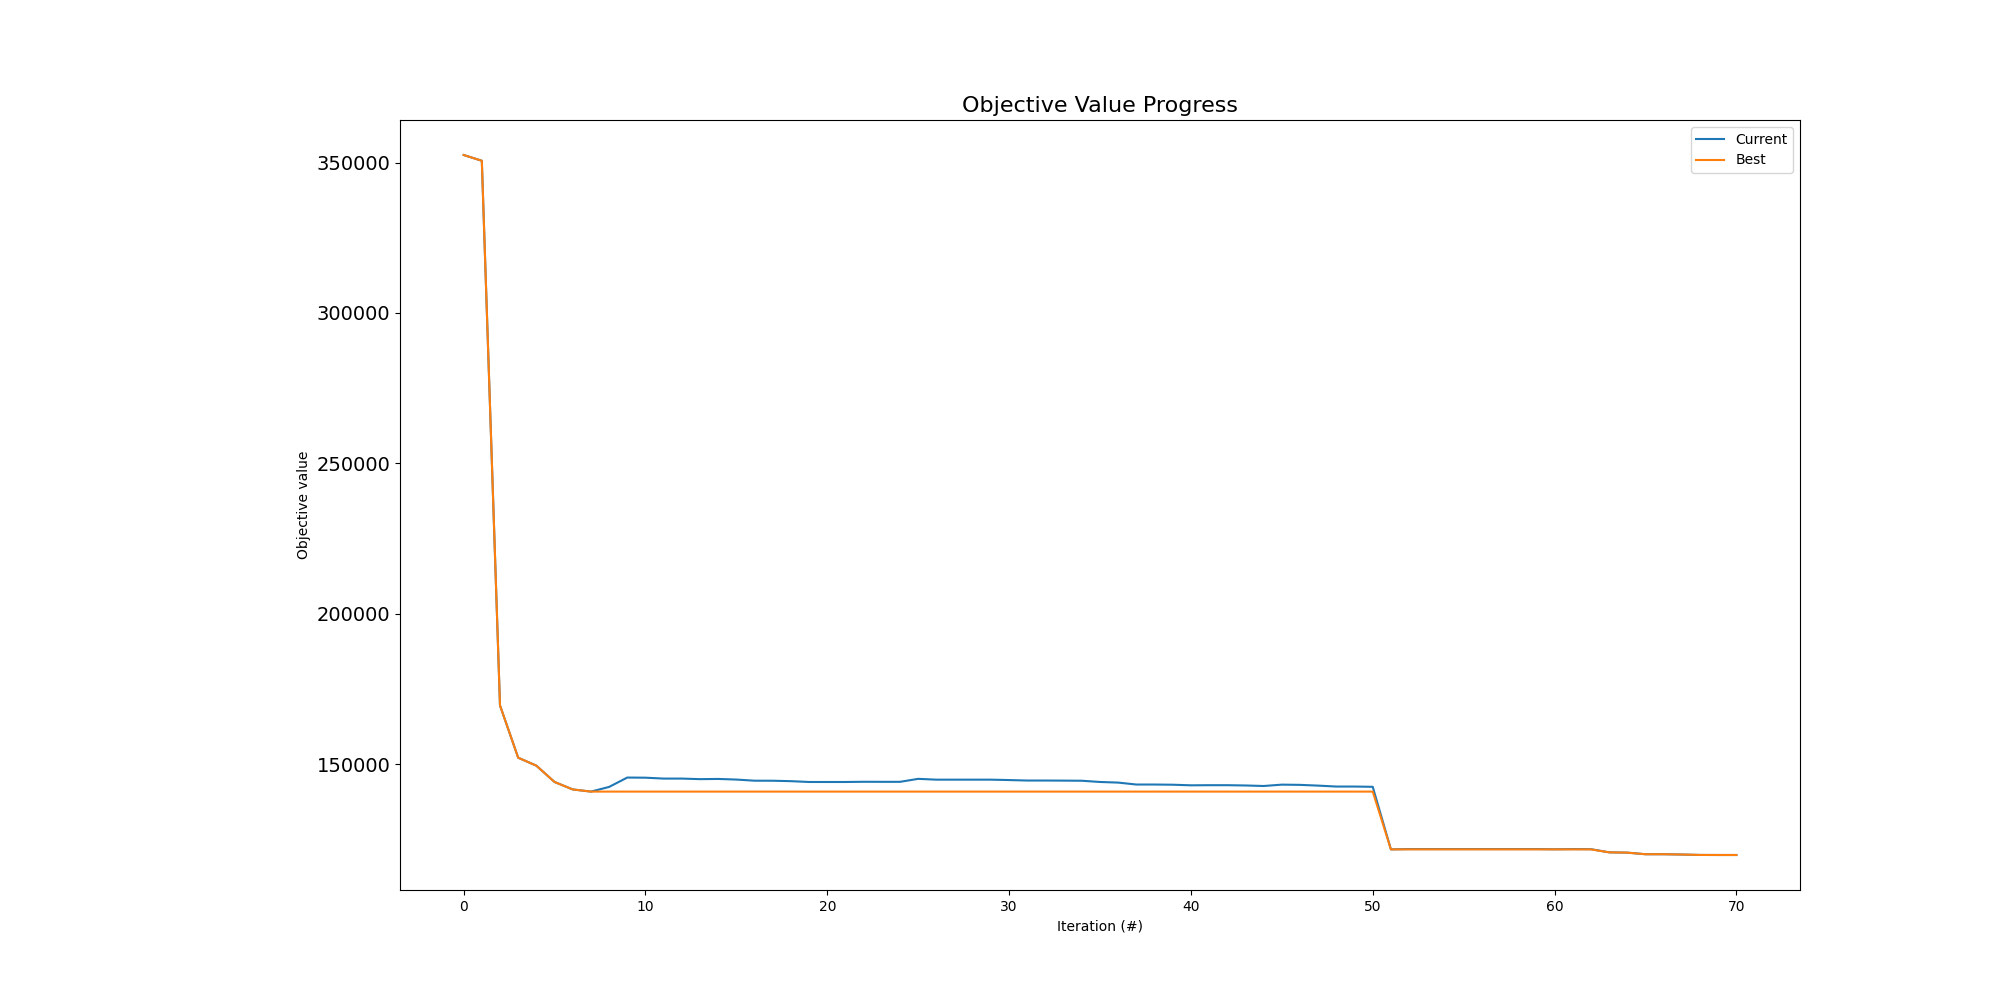 Objective Value Progress
Current
Best
350000
300000
250000
200000
150000
Objective value
0 10 20 30 40 50 60 70
Iteration (#)